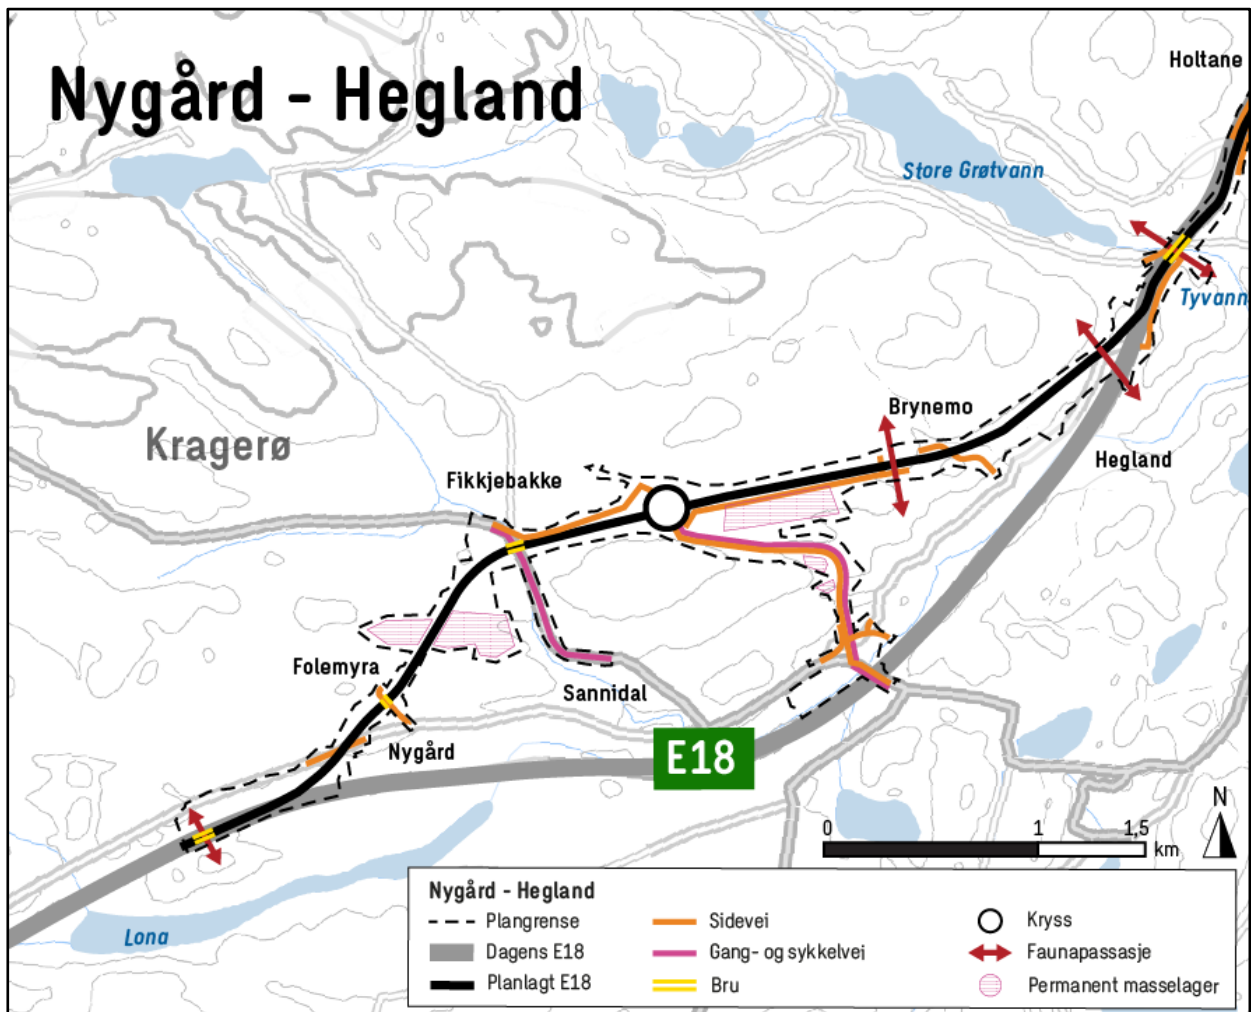 Nygård - Hegland
Holtane
Store Grøtvann
Tyvann
Kragerø
Brynemo
Hegland
Fikkjebakke
Folemyra
Sannidal
Nygård
E18
N
0 1 1,5
km
Lona
Nygård - Hegland
Plangrense
Dagens E18
Planlagt E18
Sidevei
Gang- og sykkelvei
Bru
Kryss
Faunapassasje
Permanent masselager